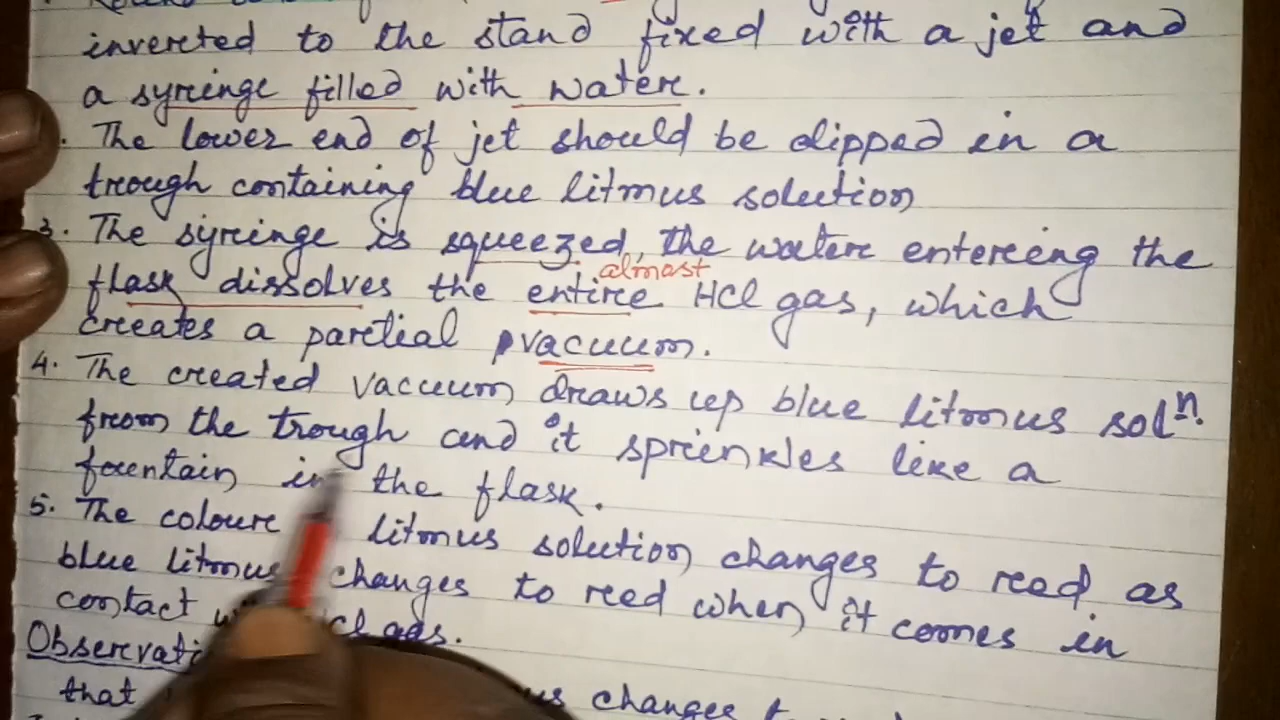 inverted to the stand fixed with a jet and
a syringe filled with water.
The lower end of jet should be dipped in a
trough containing blue litmus solution
3. The syringe is squeezed, the water entering the
almost
flask dissolves the entire HCl gas, which
creates a partial vacuum.
4. The created vacuum draws up blue litmus solⁿ.
from the trough and it sprinkles like a
fountain in the flask.
5. The colour litmus solution changes to red as
blue litmus changes to red when it comes in
contact gas.
that changes